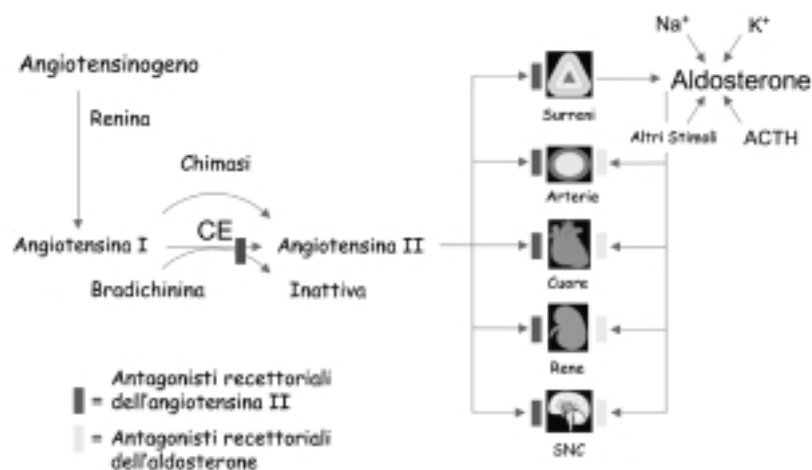 Angiotensinogeno
Renina
Chimasi
CE
Angiotensina I
Angiotensina II
Bradichinina
Inattiva
Antagonisti recettoriali
= dell'angiotensina II
= Antagonisti recettoriali
dell'aldosterone
Surreni
Arterie
Cuore
Rene
SNC
Na⁺
K⁺
Aldosterone
Altri Stimoli
ACTH